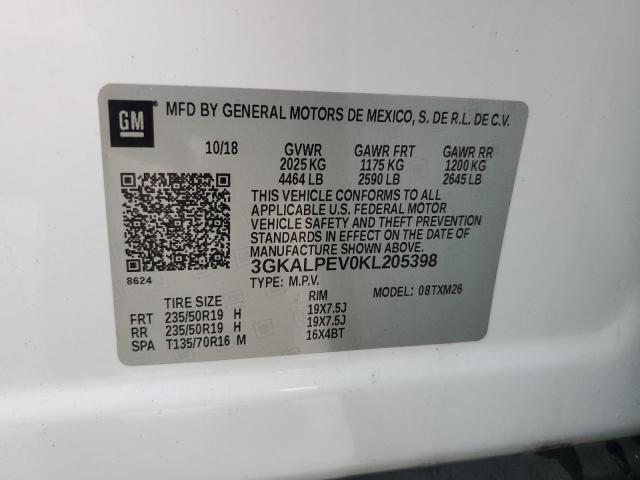 GM
MFD BY GENERAL MOTORS DE MEXICO, S. DE R.L. DE C.V.
10/18 GVWR GAWR FRT GAWR RR
2025 KG 1175 KG 1200 KG
4464 LB 2590 LB 2645 LB
THIS VEHICLE CONFORMS TO ALL
APPLICABLE U.S. FEDERAL MOTOR
VEHICLE SAFETY AND THEFT PREVENTION
STANDARDS IN EFFECT ON THE DATE OF
MANUFACTURE SHOWN ABOVE.
3GKALPEV0KL205398
8624
TYPE: M.P.V. MODEL: 08TXM26
TIRE SIZE RIM
FRT 235/50R19 H 19X7.5J
RR 235/50R19 H 19X7.5J
SPA T135/70R16 M 16X4BT